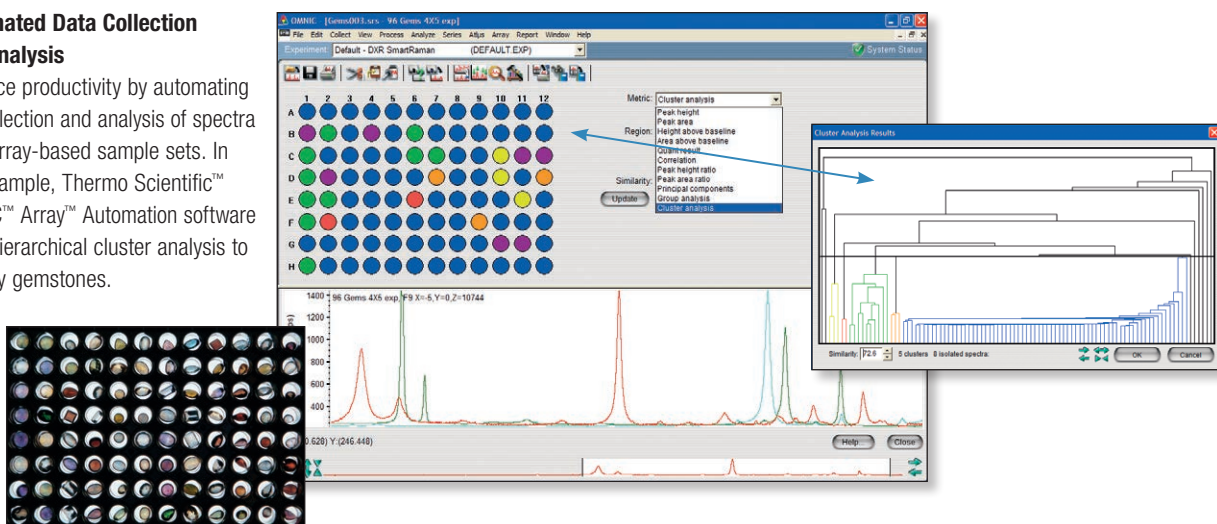 nated Data Collection
nalysis
ce productivity by automating
llection and analysis of spectra
rray-based sample sets. In
ample, Thermo Scientific™
C™ Array™ Automation software
ierarchical cluster analysis to
y gemstones.
OMNIC [Gems003.srs - 96 Gems 4X5 exp]
File Edit Collect View Process Analyze Series Atlµs Array Report Window Help
Experiment: Default - DXR SmartRaman (DEFAULT.EXP)
System Status
1 2 3 4 5 6 7 8 9 10 11 12
A
B
C
D
E
F
G
H
Metric: Cluster analysis
Peak height
Peak area
Region: Height above baseline
Area above baseline
Quant result
Correlation
Peak height ratio
Similarity: Peak area ratio
Principal components
Update Group analysis
Cluster analysis
Cluster Analysis Results
Similarity: 72.6 5 clusters 8 isolated spectra
OK Cancel
96 Gems 4X5 exp, F9 X=-5,Y=0,Z=10744
1400
1200
1000
800
600
400
0.628) Y:(246.448)
Help... Close